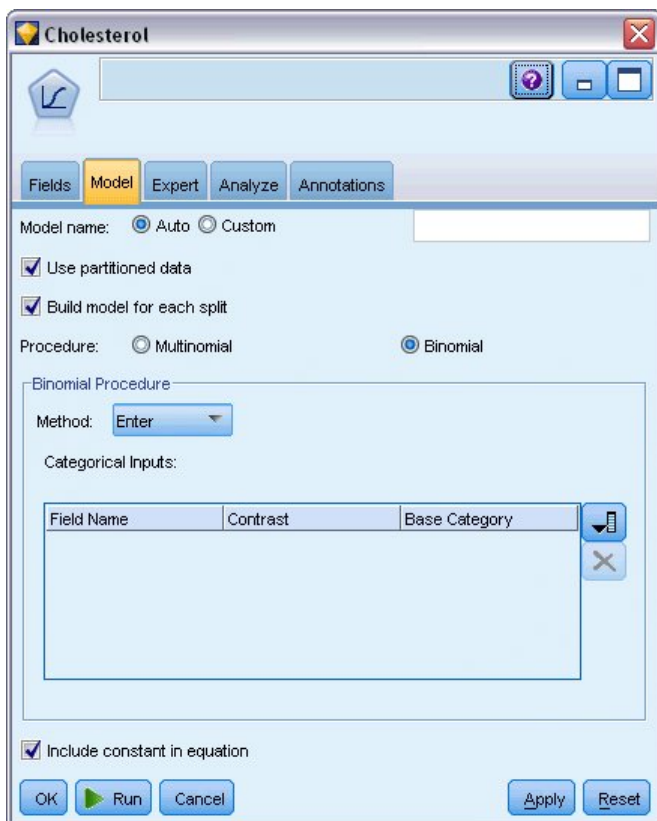 Cholesterol
?
Fields Model Expert Analyze Annotations
Model name: Auto Custom
Use partitioned data
Build model for each split
Procedure: Multinomial Binomial
Binomial Procedure
Method: Enter
Categorical Inputs:
Field Name Contrast Base Category
Include constant in equation
OK Run Cancel Apply Reset